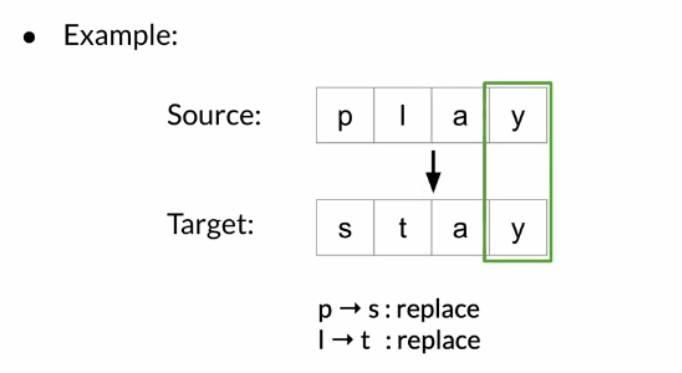 ● Example:
Source: p l a y
Target: s t a y
p → s : replace
l → t : replace